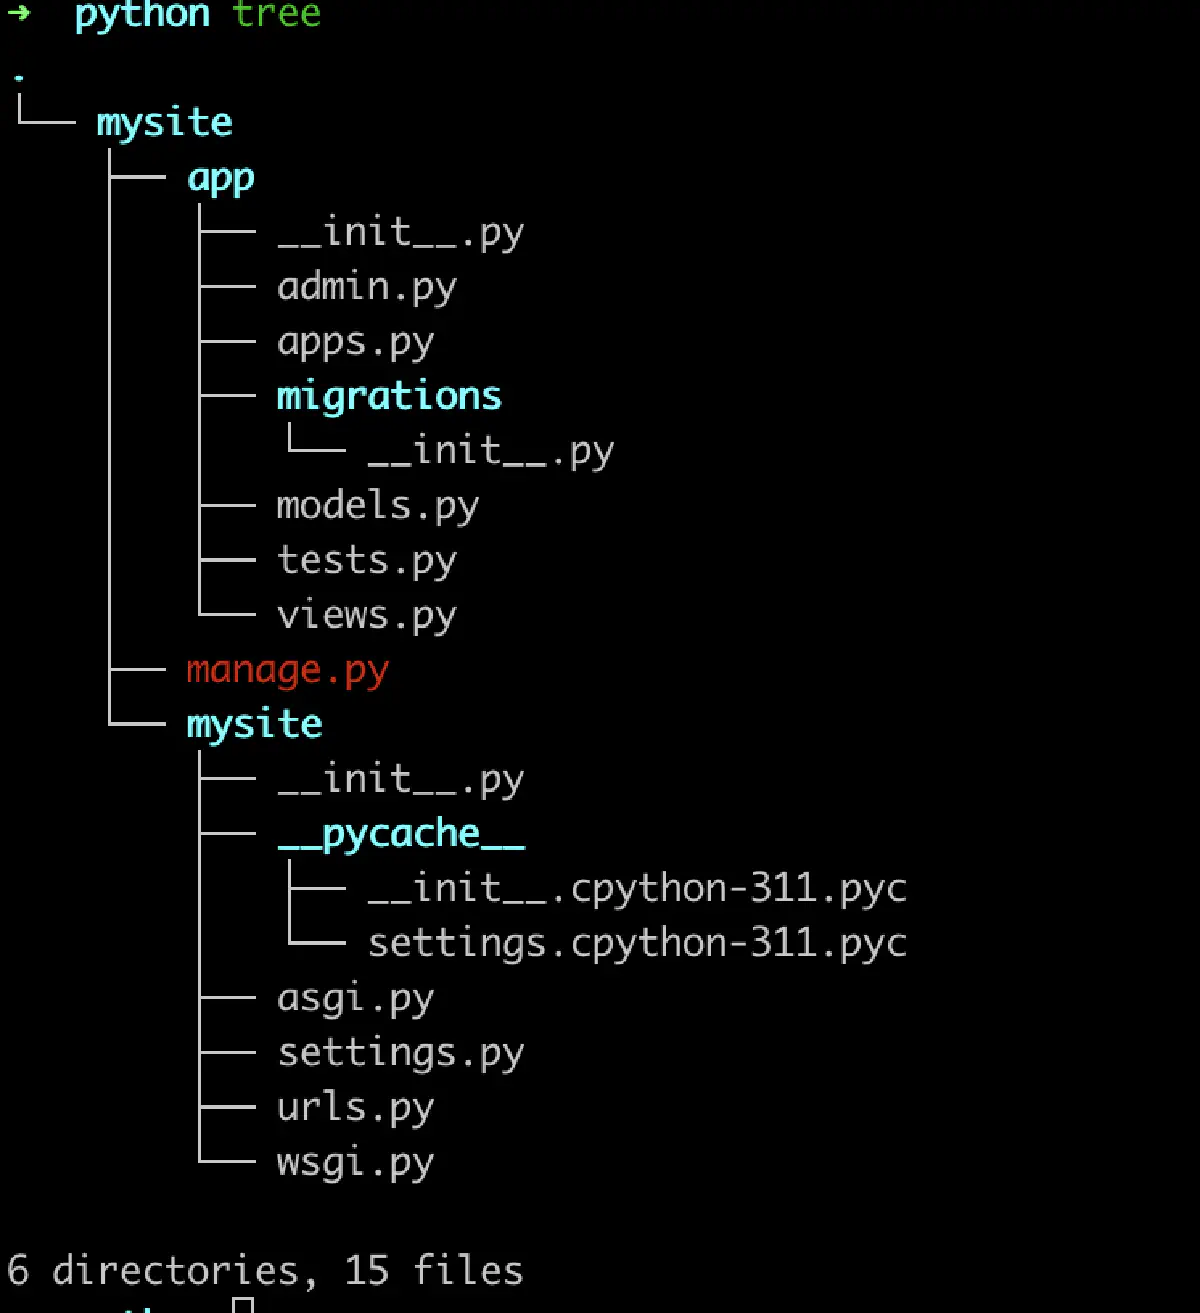 ➜ python tree
.
└── mysite
    ├── app
    │   ├── __init__.py
    │   ├── admin.py
    │   ├── apps.py
    │   ├── migrations
    │   │   └── __init__.py
    │   ├── models.py
    │   ├── tests.py
    │   └── views.py
    ├── manage.py
    └── mysite
        ├── __init__.py
        ├── __pycache__
        │   ├── __init__.cpython-311.pyc
        │   └── settings.cpython-311.pyc
        ├── asgi.py
        ├── settings.py
        ├── urls.py
        └── wsgi.py
6 directories, 15 files